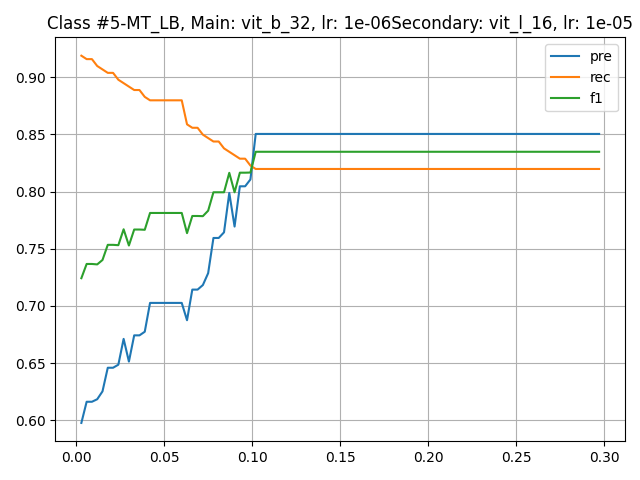 Class #5-MT_LB, Main: vit_b_32, lr: 1e-06Secondary: vit_l_16, lr: 1e-05
pre
rec
f1
0.90
0.85
0.80
0.75
0.70
0.65
0.60
0.00 0.05 0.10 0.15 0.20 0.25 0.30